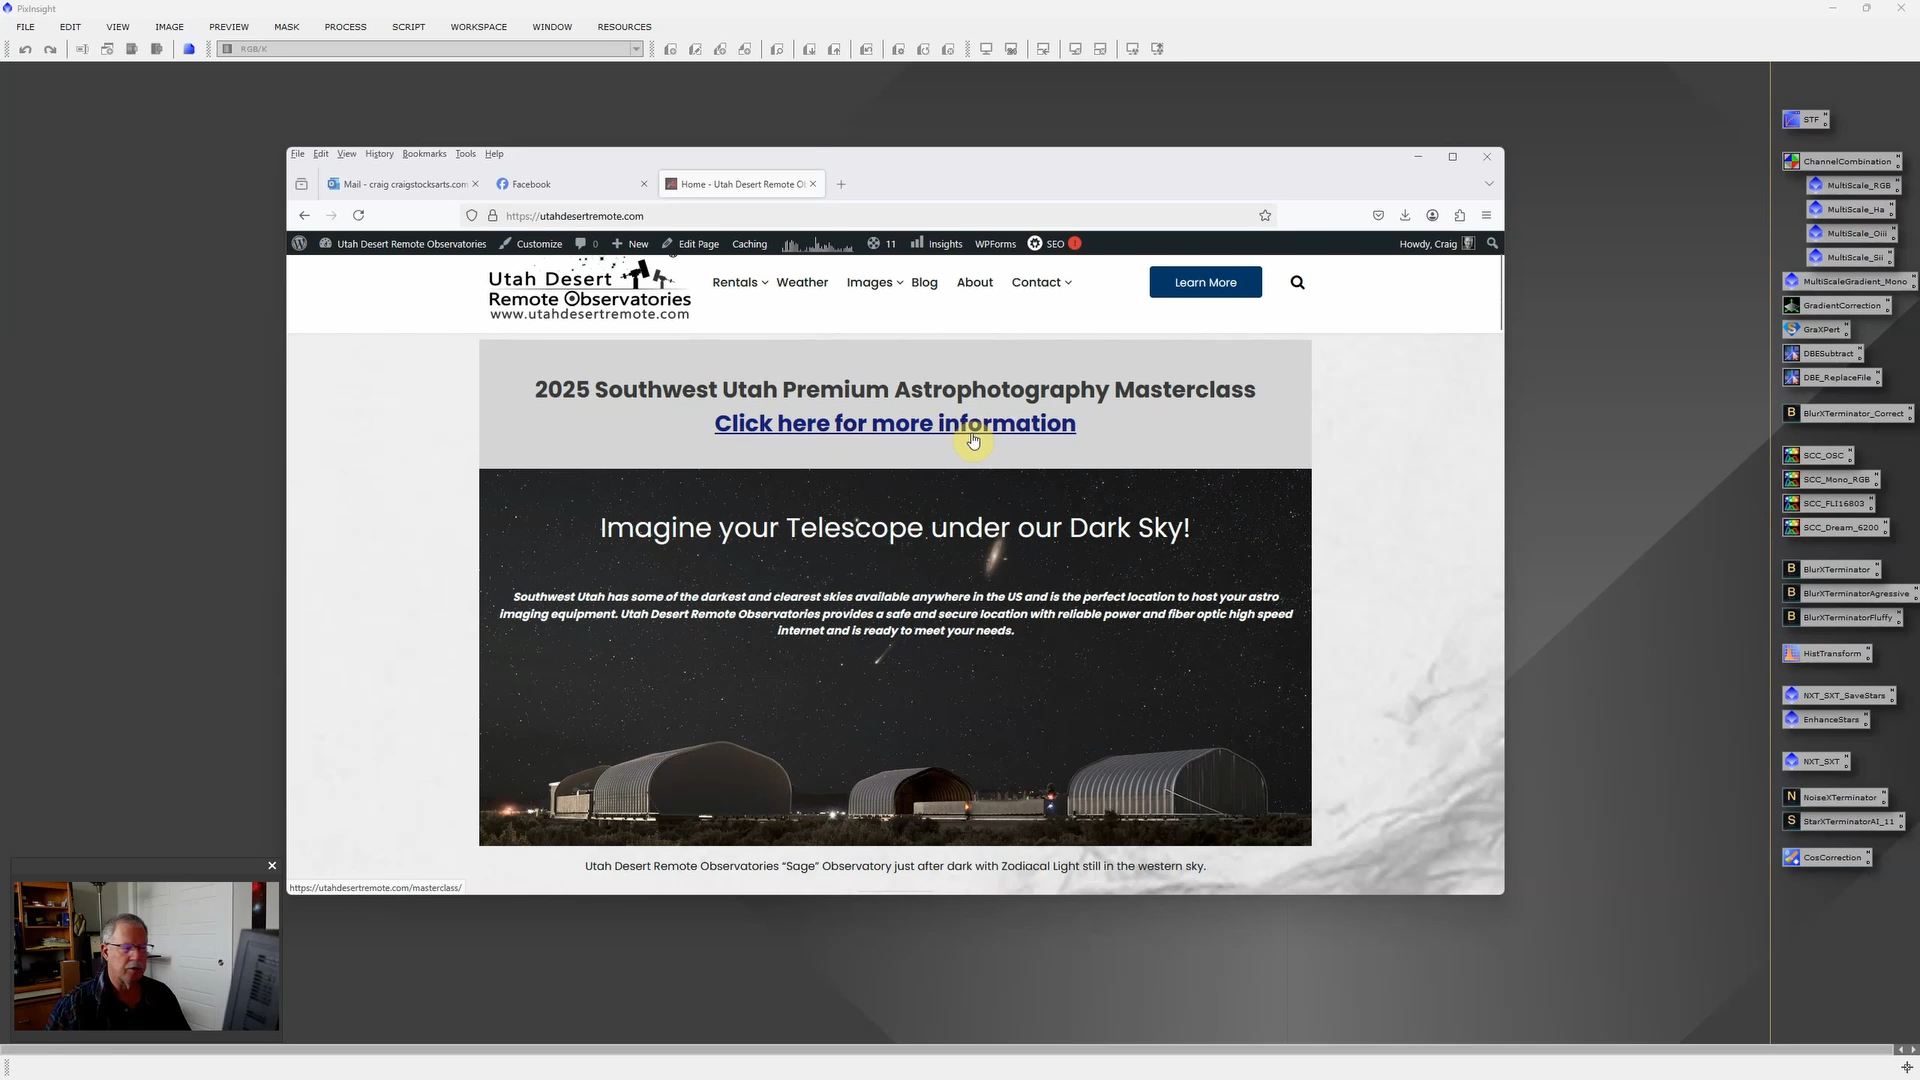 PixInsight
FILE EDIT VIEW IMAGE PREVIEW MASK PROCESS SCRIPT WORKSPACE WINDOW RESOURCES
RGB/K
File Edit View History Bookmarks Tools Help
Mail - craig craigstocksarts.com
Facebook
Home - Utah Desert Remote O
https://utahdesertremote.com
Utah Desert Remote Observatories Customize 0 New Edit Page Caching 11 Insights WPForms SEO ! Howdy, Craig
Utah Desert
Remote Observatories
www.utahdesertremote.com
Rentals Weather Images Blog About Contact
Learn More
2025 Southwest Utah Premium Astrophotography Masterclass
Click here for more information
Imagine your Telescope under our Dark Sky!
Southwest Utah has some of the darkest and clearest skies available anywhere in the US and is the perfect location to host your astro
imaging equipment. Utah Desert Remote Observatories provides a safe and secure location with reliable power and fiber optic high speed
internet and is ready to meet your needs.
Utah Desert Remote Observatories “Sage” Observatory just after dark with Zodiacal Light still in the western sky.
https://utahdesertremote.com/masterclass/
STF
ChannelCombination
MultiScale_RGB
MultiScale_Ha
MultiScale_Oiii
MultiScale_Sii
MultiScaleGradient_Mono
GradientCorrection
GraXPert
DBESubtract
DBE_ReplaceFile
B BlurXTerminator_Correct
SCC_OSC
SCC_Mono_RGB
SCC_FLI16803
SCC_Dream_6200
B BlurXTerminator
B BlurXTerminatorAgressive
B BlurXTerminatorFluffy
HistTransform
NXT_SXT_SaveStars
EnhanceStars
NXT_SXT
N NoiseXTerminator
S StarXTerminatorAI_11
CosCorrection